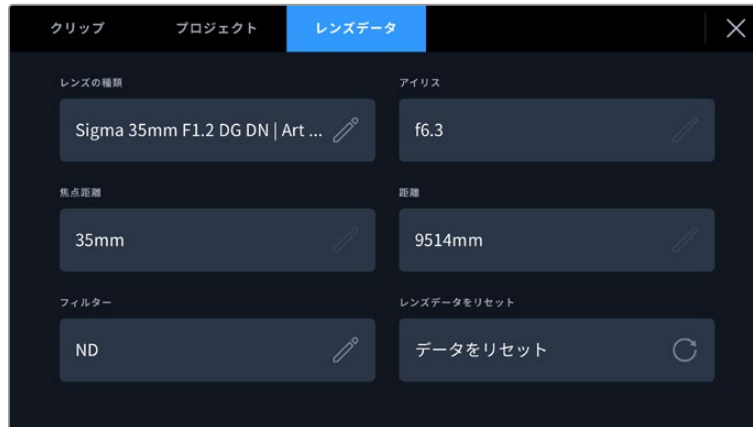 クリップ プロジェクト レンズデータ
レンズの種類 アイリス
Sigma 35mm F1.2 DG DN | Art ... f6.3
焦点距離 距離
35mm 9514mm
フィルター レンズデータをリセット
ND データをリセット